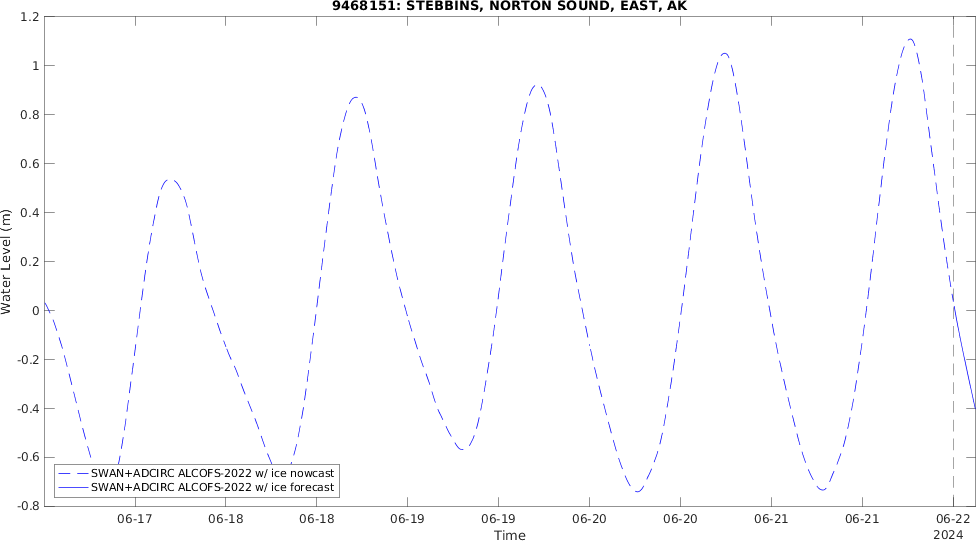 9468151: STEBBINS, NORTON SOUND, EAST, AK
1.2
1
0.8
0.6
0.4
0.2
0
-0.2
-0.4
-0.6
-0.8
Water Level (m)
SWAN+ADCIRC ALCOFS-2022 w/ ice nowcast
SWAN+ADCIRC ALCOFS-2022 w/ ice forecast
06-17 06-18 06-18 06-19 06-19 06-20 06-20 06-21 06-21 06-22
2024
Time